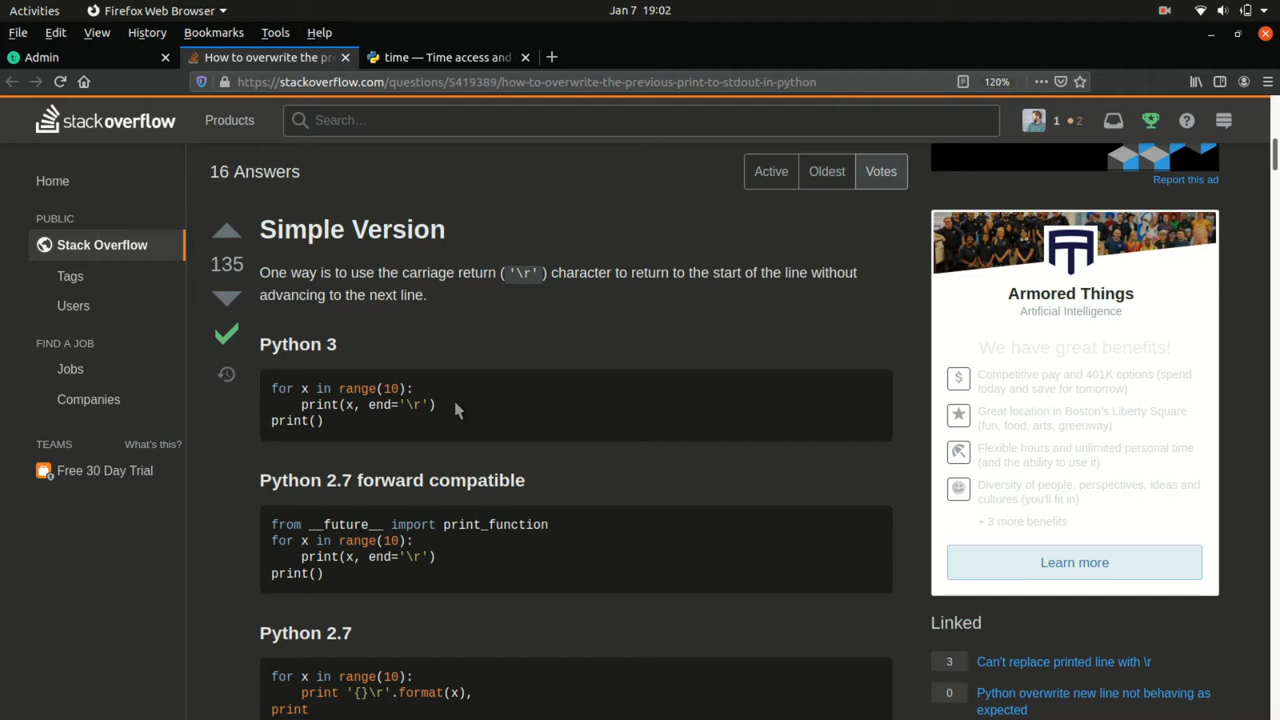 Activities
Firefox Web Browser
Jan 7 19:02
File Edit View History Bookmarks Tools Help
Admin
How to overwrite the pr
time — Time access and
https://stackoverflow.com/questions/5419389/how-to-overwrite-the-previous-print-to-stdout-in-python
120%
stackoverflow
Products
Search…
1 2
Home
PUBLIC
Stack Overflow
Tags
Users
FIND A JOB
Jobs
Companies
TEAMS What's this?
Free 30 Day Trial
16 Answers
Active Oldest Votes
135
Simple Version
One way is to use the carriage return ( '\r' ) character to return to the start of the line without
advancing to the next line.
Python 3
for x in range(10):
    print(x, end='\r')
print()
Python 2.7 forward compatible
from __future__ import print_function
for x in range(10):
    print(x, end='\r')
print()
Python 2.7
for x in range(10):
    print '{}\r'.format(x),
print
Report this ad
Armored Things
Artificial Intelligence
We have great benefits!
Competitive pay and 401K options (spend
today and save for tomorrow)
Great location in Boston's Liberty Square
(fun, food, arts, greenway)
Flexible hours and unlimited personal time
(and the ability to use it)
Diversity of people, perspectives, ideas and
cultures (you'll fit in)
+ 3 more benefits
Learn more
Linked
3 Can't replace printed line with \r
0 Python overwrite new line not behaving as
expected